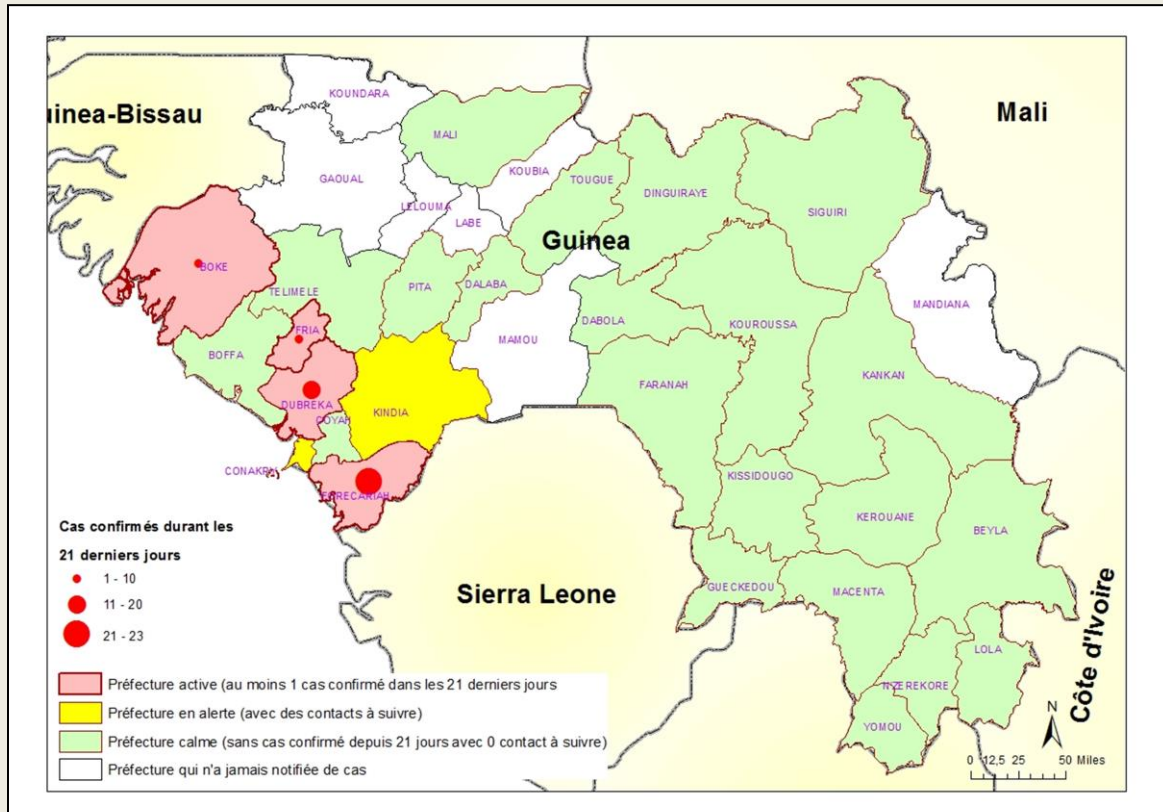 KOUNDARA
uinea-Bissau
Mali
MALI
KOUBIA
GAOUAL
TOUGUE
DINGUIRAYE
LELOUMA
SIGUIRI
LABE
Guinea
BOKE
TELIMELE
PITA
DALABA
MANDIANA
DABOLA
KOUROUSSA
FRIA
MAMOU
BOFFA
KANKAN
FARANAH
DUBREKA
KINDIA
COYAH
CONAKRY
KISSIDOUGO
FORECARIAH
KEROUANE
BEYLA
Cas confirmés durant les
21 derniers jours
1 - 10
11 - 20
21 - 23
GUECKEDOU
MACENTA
Sierra Leone
LOLA
Côte d'Ivoire
N'ZEREKORE
YOMOU
Préfecture active (au moins 1 cas confirmé dans les 21 derniers jours
Préfecture en alerte (avec des contacts à suivre)
Préfecture calme (sans cas confirmé depuis 21 jours avec 0 contact à suivre)
Préfecture qui n'a jamais notifiée de cas
N
0 12,5 25 50 Miles